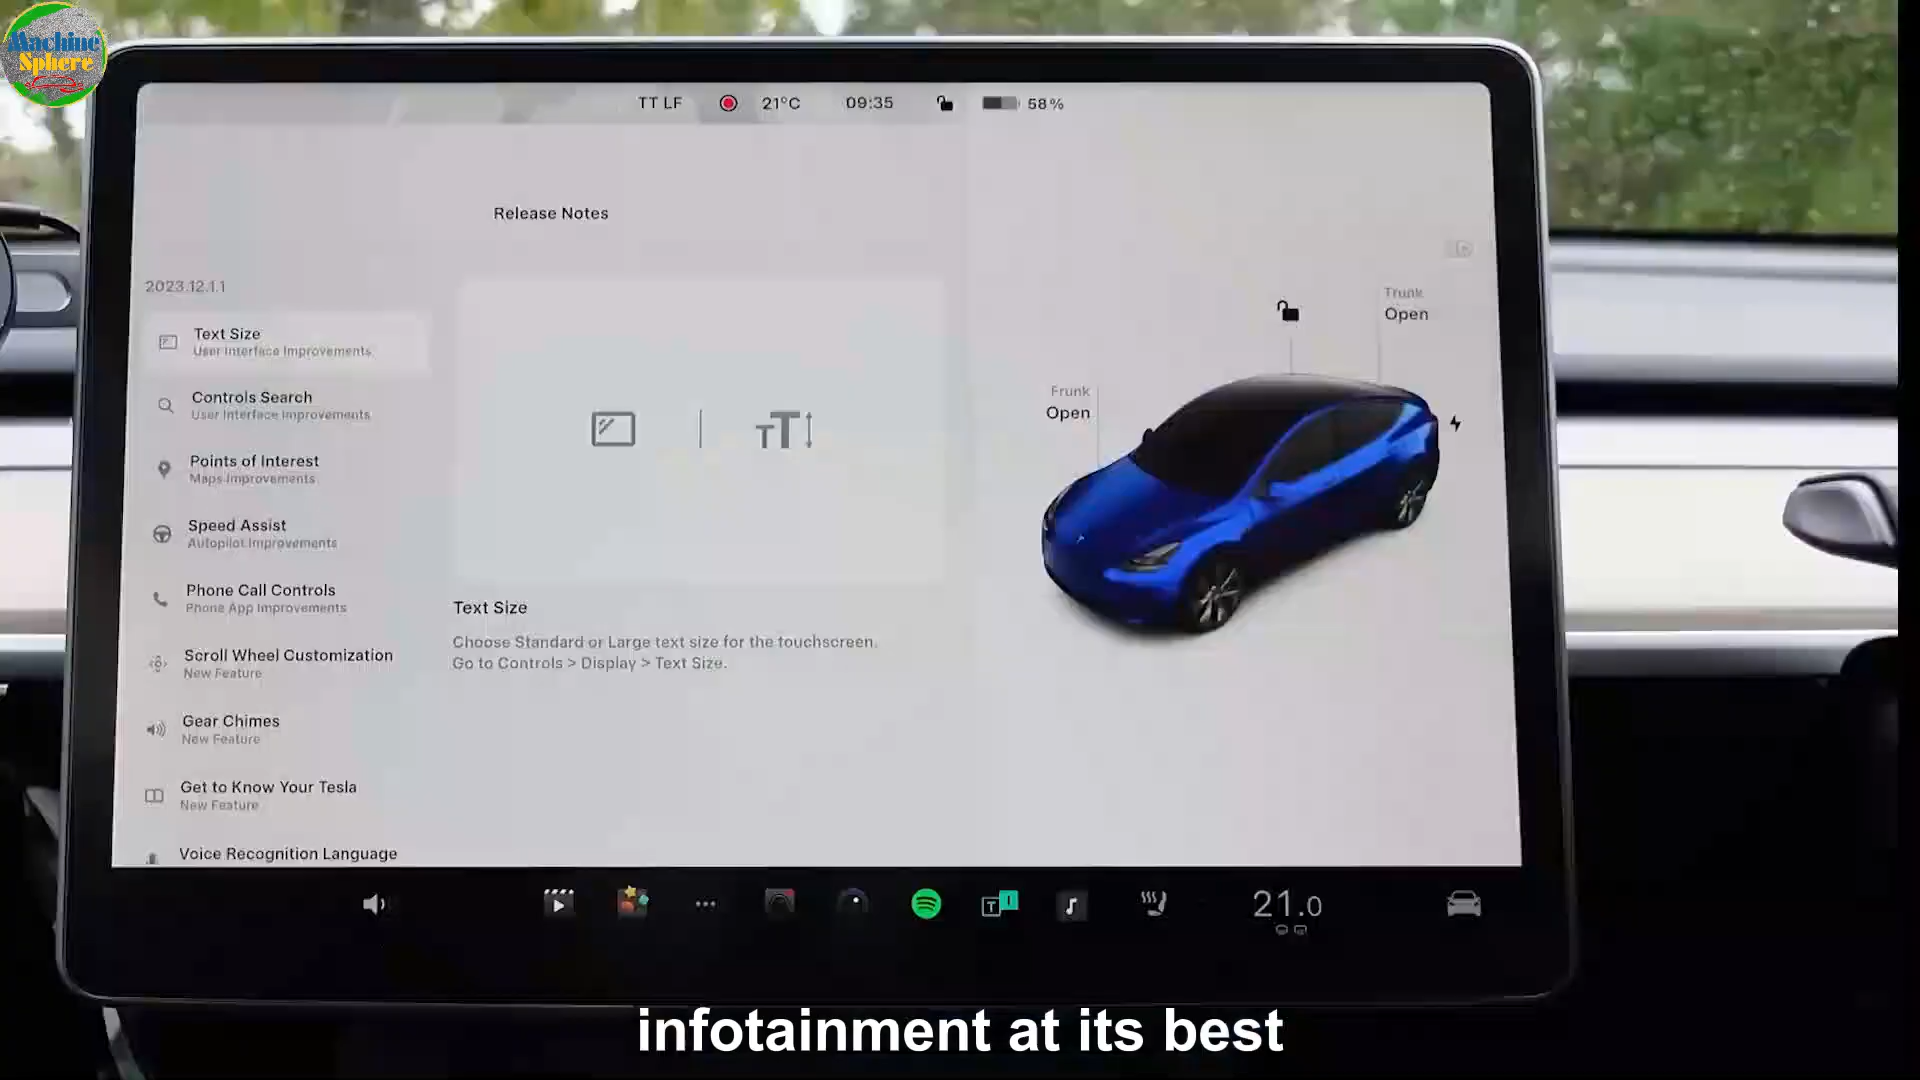 Machine
Sphere
TT LF
21°C
09:35
58%
Release Notes
2023.12.1.1
Text Size
User Interface Improvements
Controls Search
User Interface Improvements
Points of Interest
Maps Improvements
Speed Assist
Autopilot Improvements
Phone Call Controls
Phone App Improvements
Scroll Wheel Customization
New Feature
Gear Chimes
New Feature
Get to Know Your Tesla
New Feature
Voice Recognition Language
TT
Text Size
Choose Standard or Large text size for the touchscreen.
Go to Controls > Display > Text Size.
Trunk
Open
Frunk
Open
T
1
21.0
infotainment at its best